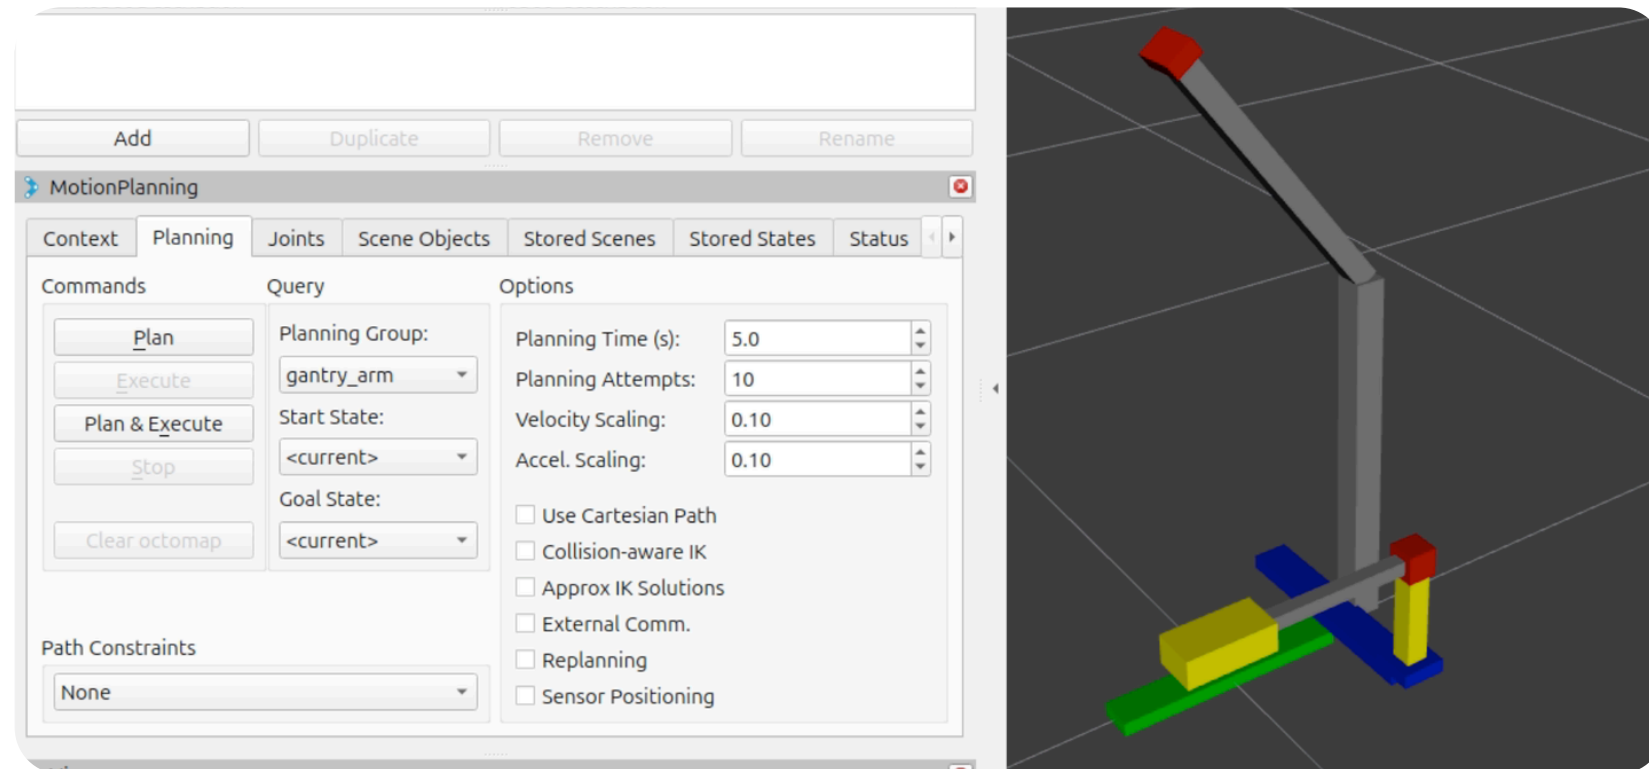 Add Duplicate Remove Rename
MotionPlanning
Context Planning Joints Scene Objects Stored Scenes Stored States Status
Commands Query Options
Plan
Execute
Plan & Execute
Stop
Clear octomap
Planning Group:
gantry_arm
Start State:
<current>
Goal State:
<current>
Path Constraints
None
Planning Time (s): 5.0
Planning Attempts: 10
Velocity Scaling: 0.10
Accel. Scaling: 0.10
Use Cartesian Path
Collision-aware IK
Approx IK Solutions
External Comm.
Replanning
Sensor Positioning